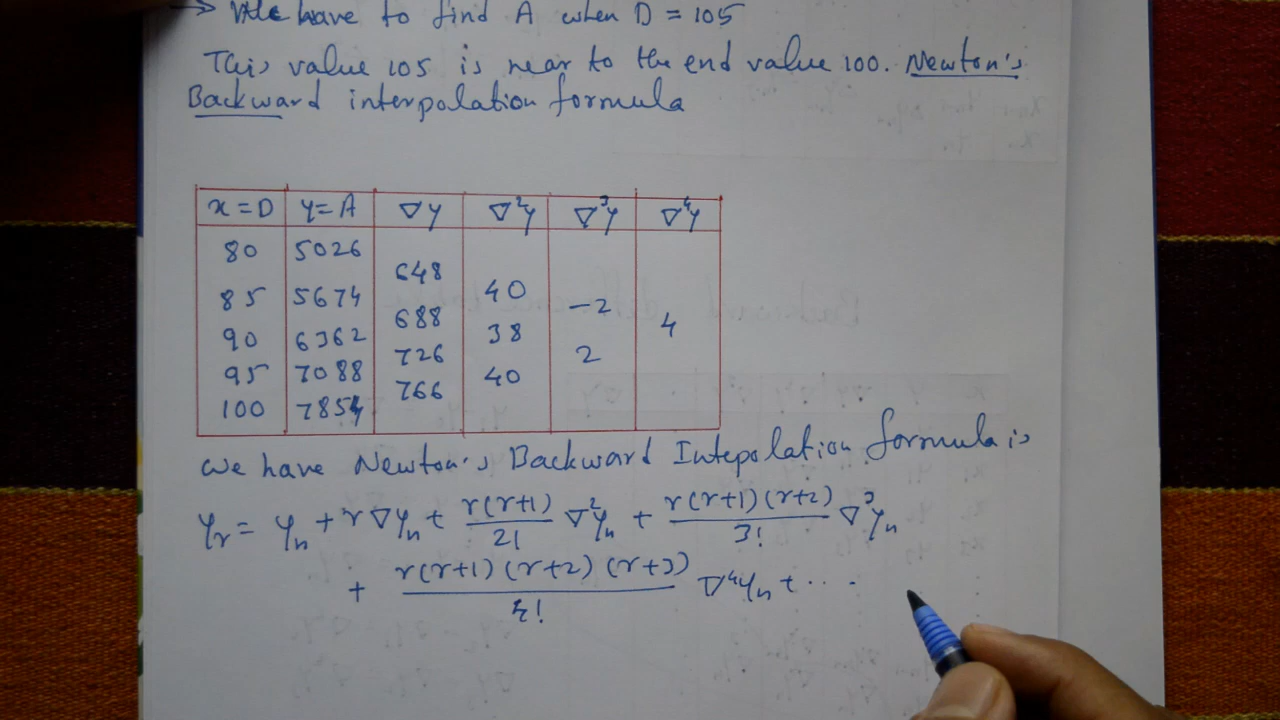 → We have to find A when D = 105
This value 105 is near to the end value 100. Newton's
Backward interpolation formula
x = D | y = A | ∇y | ∇²y | ∇³y | ∇⁴y
80 5026
648
85 5674 40
688 -2
90 6362 38 4
726 2
95 7088 40
766
100 7854
We have Newton's Backward Intepolation formula is
yr = yn + r∇yn + r(r+1)/2! ∇²yn + r(r+1)(r+2)/3! ∇³yn
+ r(r+1)(r+2)(r+3)/4! ∇⁴yn + ....